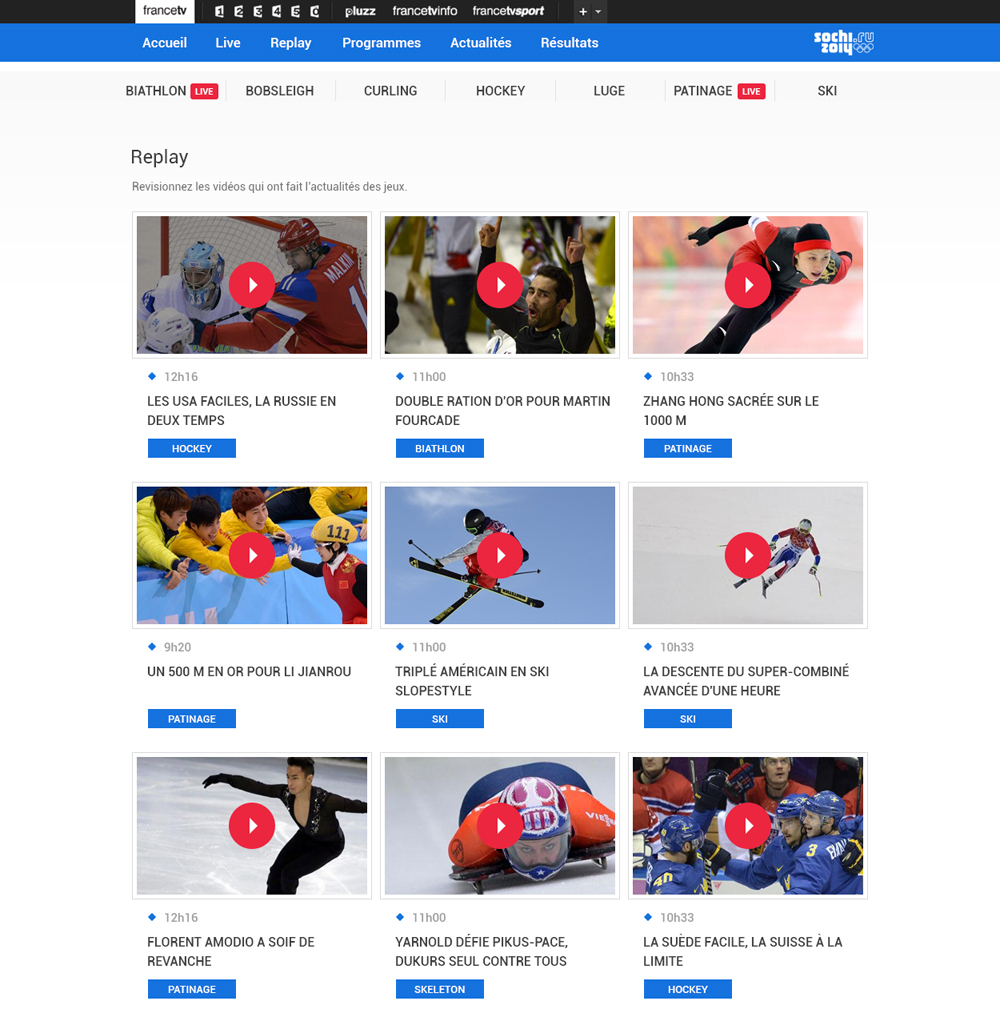 francetv
1 2 3 4 5 ô
pluzz
francetvinfo
francetvsport
+
Accueil
Live
Replay
Programmes
Actualités
Résultats
sochi.ru
2014
BIATHLON LIVE
BOBSLEIGH
CURLING
HOCKEY
LUGE
PATINAGE LIVE
SKI
Replay
Revisionnez les vidéos qui ont fait l'actualités des jeux.
MALKIN
12h16
LES USA FACILES, LA RUSSIE EN
DEUX TEMPS
HOCKEY
11h00
DOUBLE RATION D'OR POUR MARTIN
FOURCADE
BIATHLON
10h33
ZHANG HONG SACRÉE SUR LE
1000 M
PATINAGE
111
9h20
UN 500 M EN OR POUR LI JIANROU
PATINAGE
11h00
TRIPLÉ AMÉRICAIN EN SKI
SLOPESTYLE
SKI
10h33
LA DESCENTE DU SUPER-COMBINÉ
AVANCÉE D'UNE HEURE
SKI
12h16
FLORENT AMODIO A SOIF DE
REVANCHE
PATINAGE
11h00
YARNOLD DÉFIE PIKUS-PACE,
DUKURS SEUL CONTRE TOUS
SKELETON
40
3
10h33
LA SUÈDE FACILE, LA SUISSE À LA
LIMITE
HOCKEY